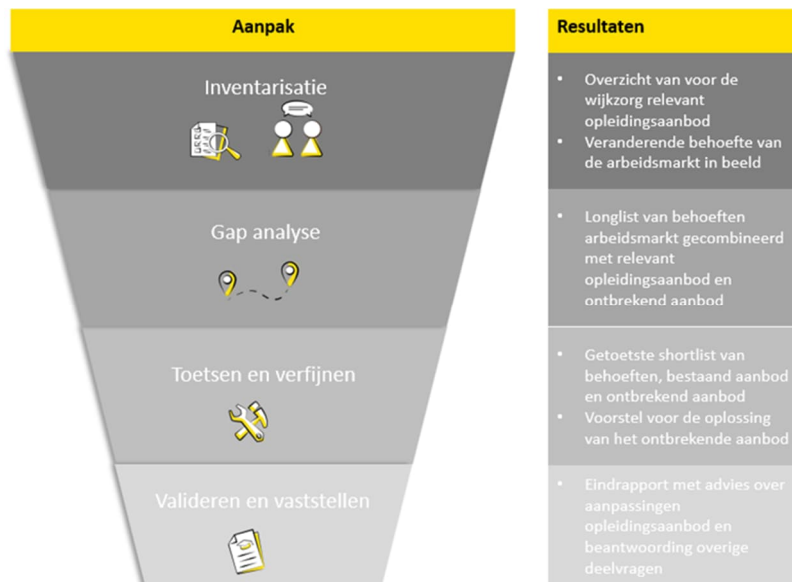 Aanpak
Inventarisatie
Gap analyse
Toetsen en verfijnen
Valideren en vaststellen
Resultaten
• Overzicht van voor de
wijkzorg relevant
opleidingsaanbod
• Veranderende behoefte van
de arbeidsmarkt in beeld
• Longlist van behoeften
arbeidsmarkt gecombineerd
met relevant
opleidingsaanbod en
ontbrekend aanbod
• Getoetste shortlist van
behoeften, bestaand aanbod
en ontbrekend aanbod
• Voorstel voor de oplossing
van het ontbrekende aanbod
• Eindrapport met advies over
aanpassingen
opleidingsaanbod en
beantwoording overige
deelvragen